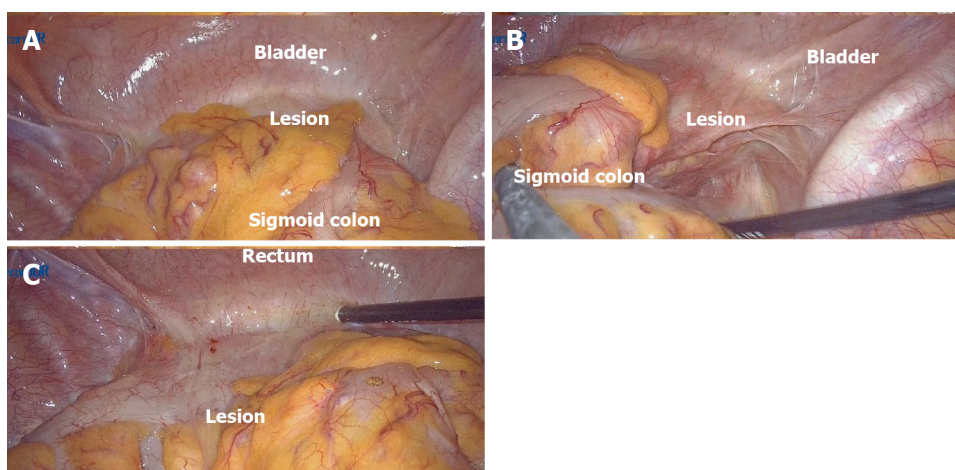 A
Bladder
Lesion
Sigmoid colon
B
Bladder
Lesion
Sigmoid colon
C
Rectum
Lesion